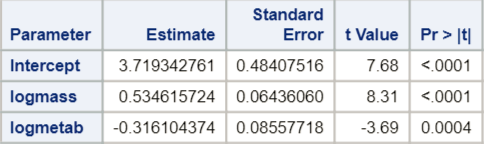 Parameter Estimate Standard Error t Value Pr > |t|
Intercept 3.719342761 0.48407516 7.68 <.0001
logmass 0.534615724 0.06436060 8.31 <.0001
logmetab -0.316104374 0.08557718 -3.69 0.0004